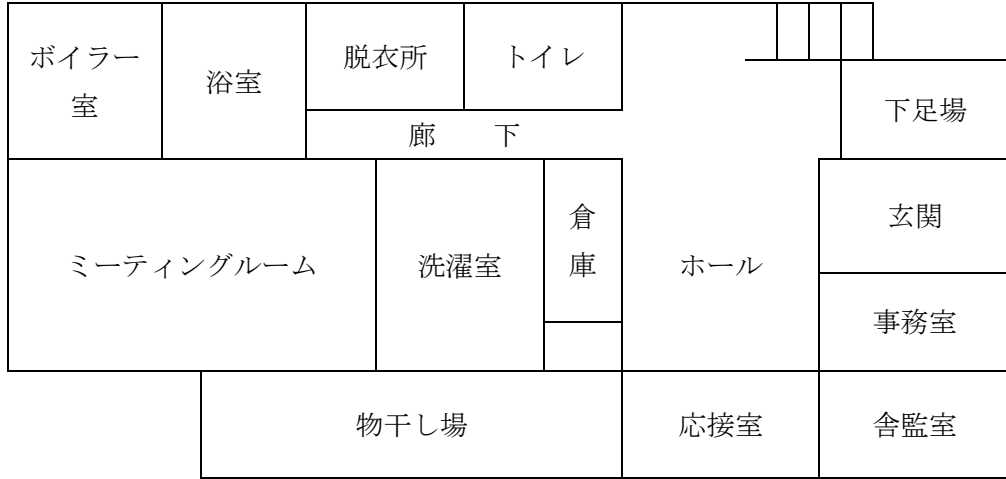 ボイラー
室
浴室
脱衣所
トイレ
廊　下
下足場
ミーティングルーム
洗濯室
倉
庫
ホール
玄関
事務室
物干し場
応接室
舎監室